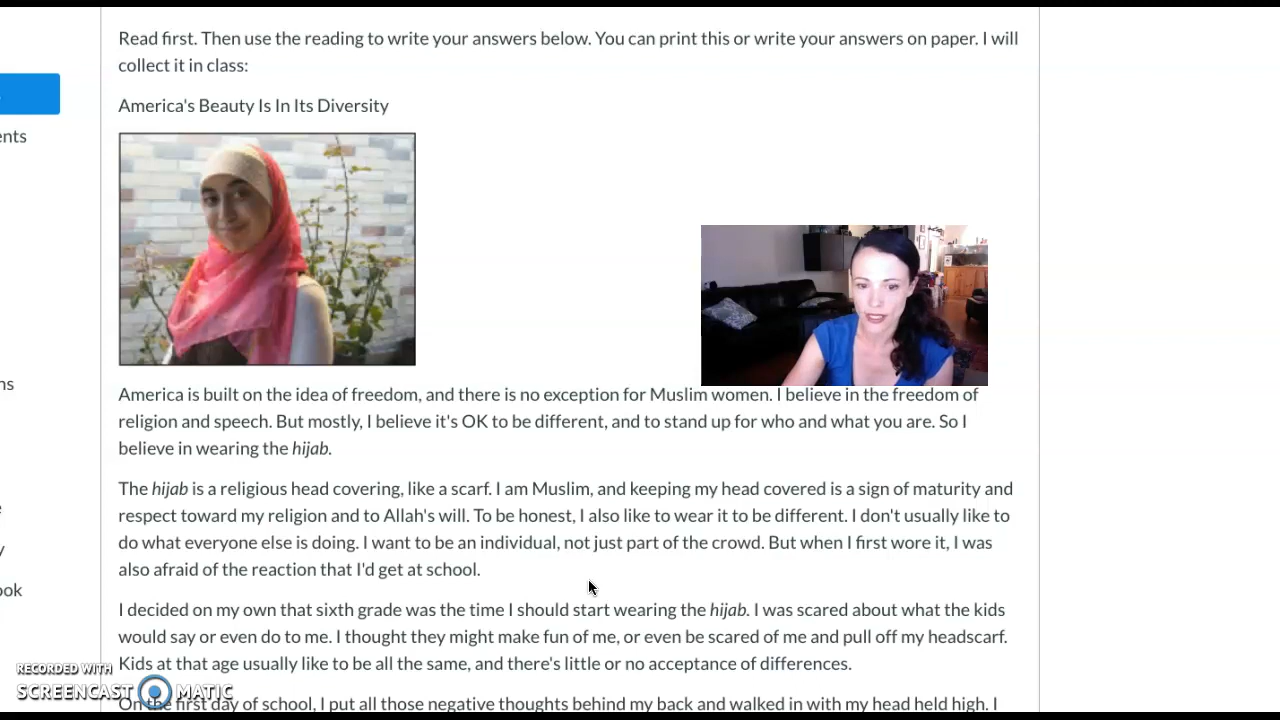 Read first. Then use the reading to write your answers below. You can print this or write your answers on paper. I will
collect it in class:
America's Beauty Is In Its Diversity
ents
America is built on the idea of freedom, and there is no exception for Muslim women. I believe in the freedom of
ns
religion and speech. But mostly, I believe it's OK to be different, and to stand up for who and what you are. So I
believe in wearing the hijab.
The hijab is a religious head covering, like a scarf. I am Muslim, and keeping my head covered is a sign of maturity and
respect toward my religion and to Allah's will. To be honest, I also like to wear it to be different. I don't usually like to
do what everyone else is doing. I want to be an individual, not just part of the crowd. But when I first wore it, I was
also afraid of the reaction that I'd get at school.
ook
I decided on my own that sixth grade was the time I should start wearing the hijab. I was scared about what the kids
would say or even do to me. I thought they might make fun of me, or even be scared of me and pull off my headscarf.
Kids at that age usually like to be all the same, and there's little or no acceptance of differences.
RECORDED WITH
SCREENCAST MATIC
On the first day of school, I put all those negative thoughts behind my back and walked in with my head held high. I